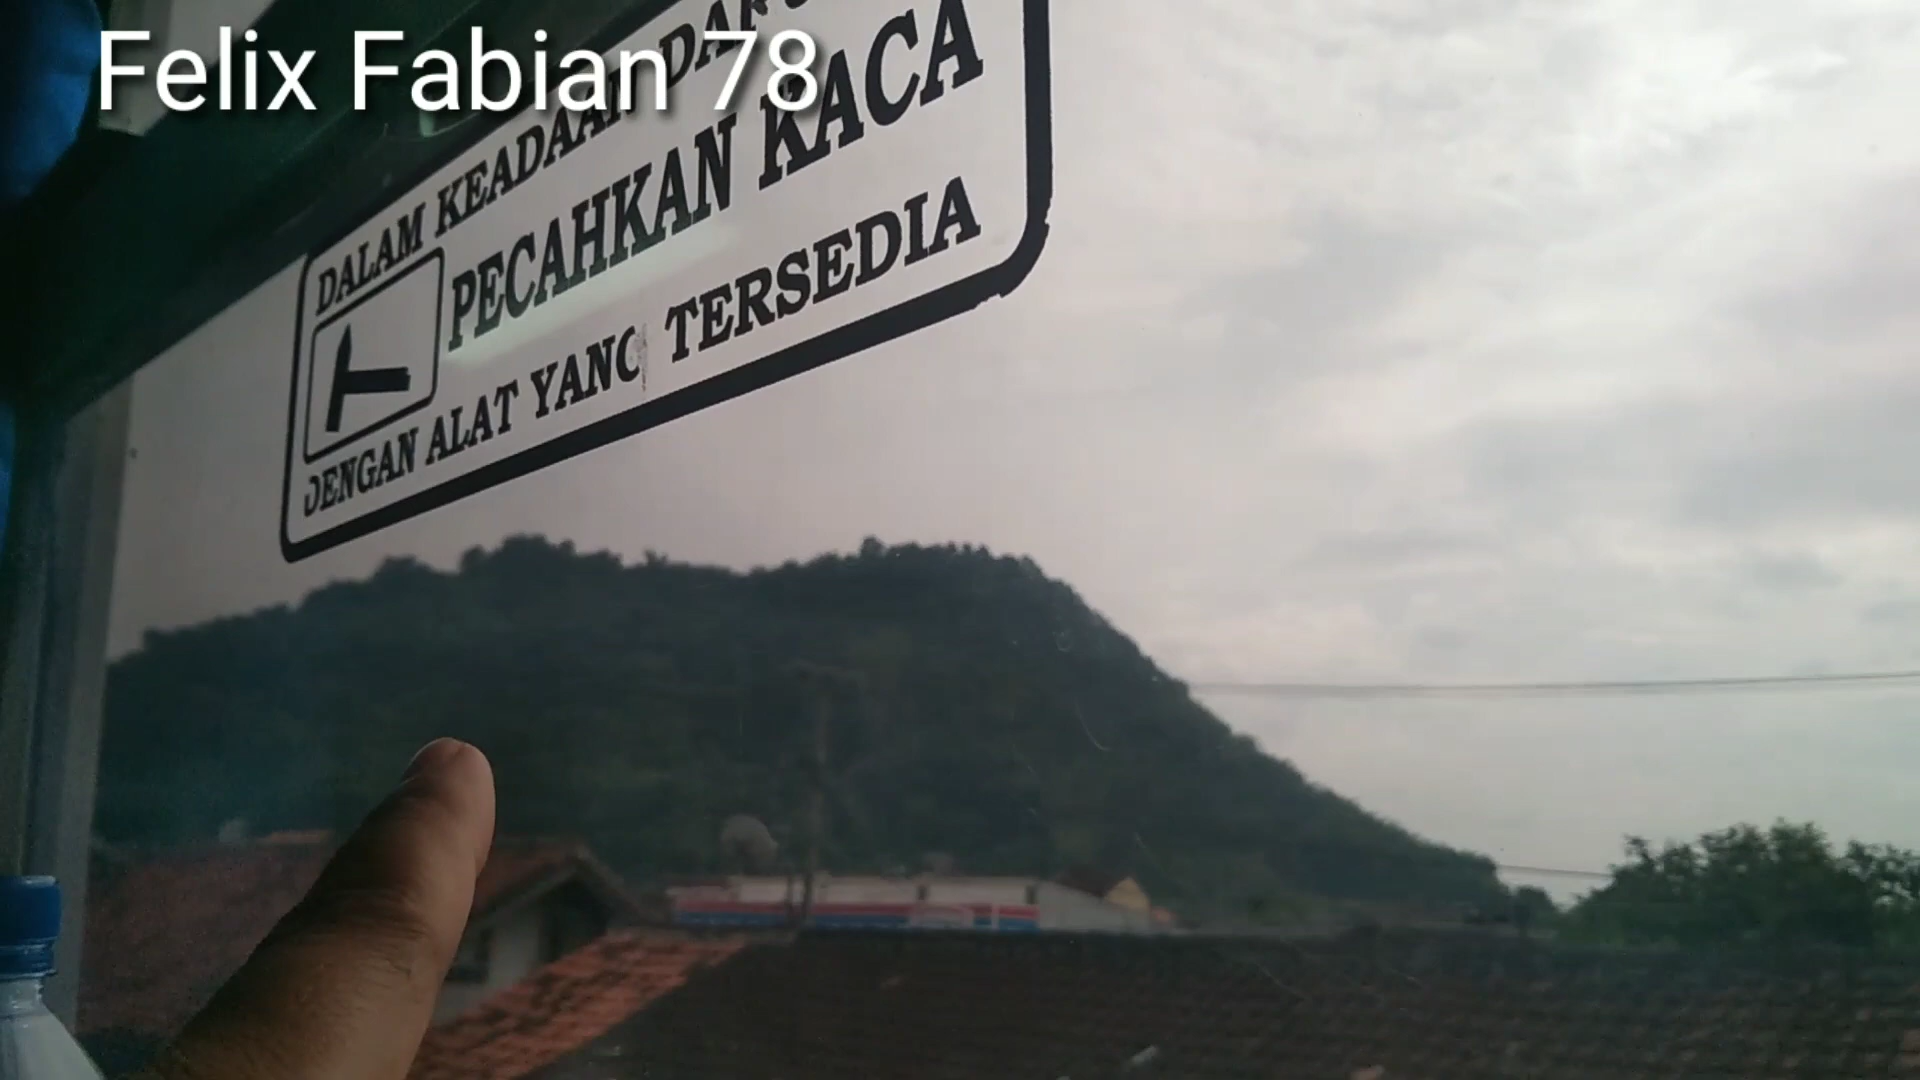 Felix Fabian 78
DALAM KEADAAN
PECAHKAN KACA
DENGAN ALAT YANG TERSEDIA